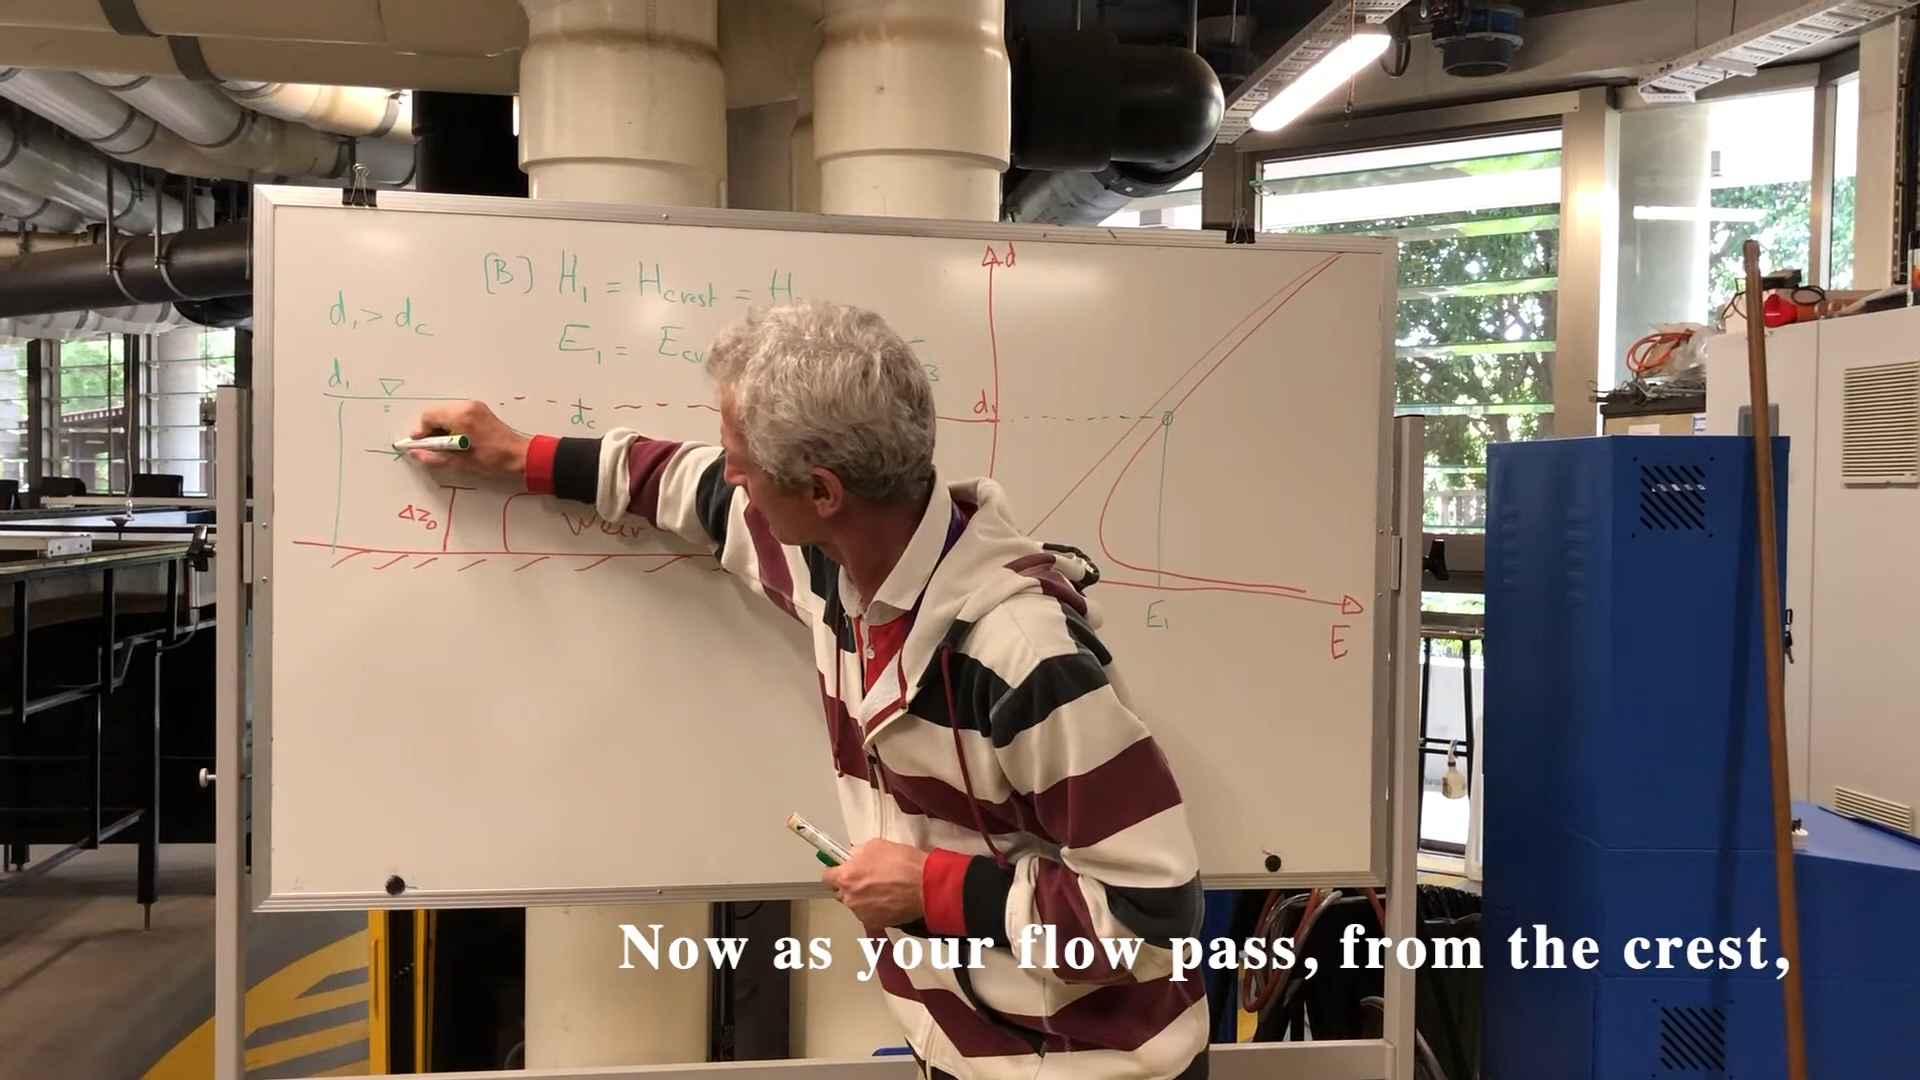 [B] H₁ = Hcrest = H
d₁ > dc
E₁ =
d
d₁
dc
d₁
ΔZ₀
Weir
E₁
E
Now as your flow pass, from the crest,